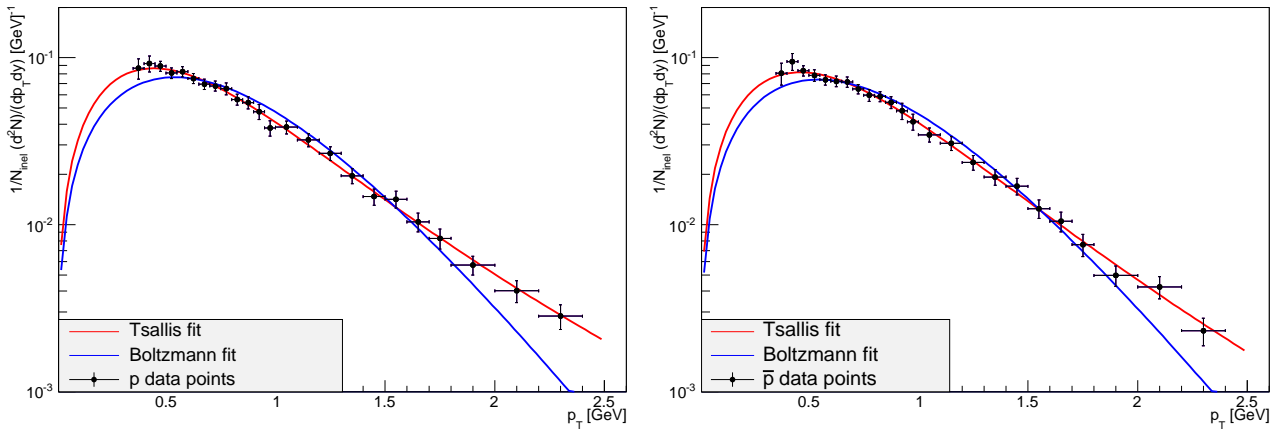 1/N_inel (d²N)/(dp_T dy) [GeV]⁻¹
10⁻¹
10⁻²
10⁻³
Tsallis fit
Boltzmann fit
p data points
0.5 1 1.5 2 2.5
p_T [GeV]
1/N_inel (d²N)/(dp_T dy) [GeV]⁻¹
10⁻¹
10⁻²
10⁻³
Tsallis fit
Boltzmann fit
p̅ data points
0.5 1 1.5 2 2.5
p_T [GeV]